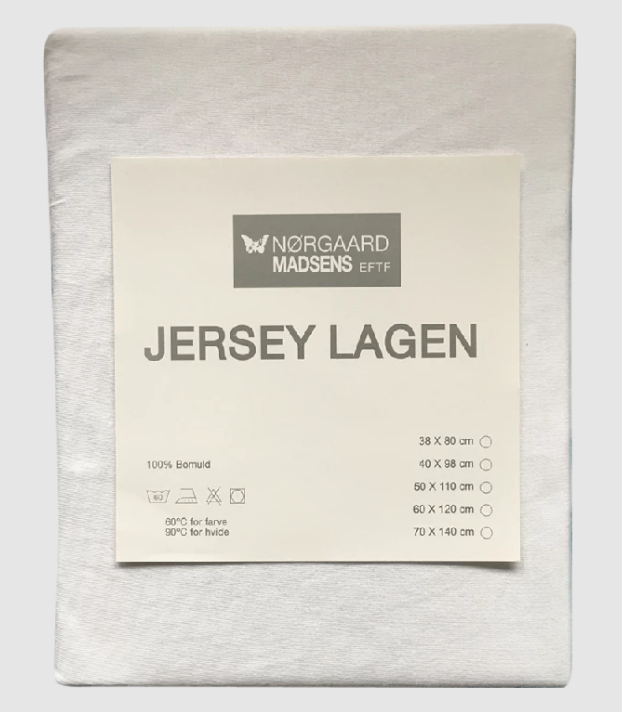 NØRGAARD
MADSENS EFTF
JERSEY LAGEN
38 X 80 cm
100% Bomuld
40 X 98 cm
60
50 X 110 cm
60 X 120 cm
60°C for farve
90°C for hvide
70 X 140 cm